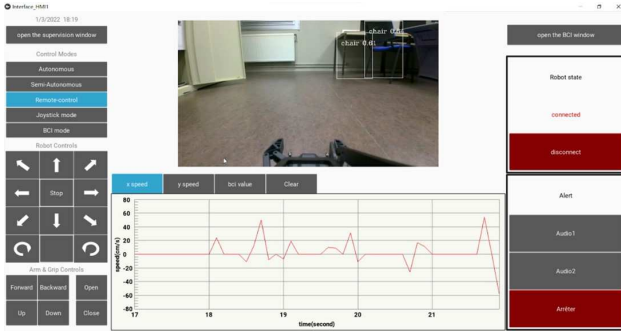 Interface_HMI1
1/3/2022 18:19
open the supervision window
Control Modes
Autonomous
Semi-Autonomous
Remote-control
Joystick mode
BCI mode
Robot Controls
Stop
Arm & Grip Controls
Forward Backward Open
Up Down Close
chair 0.61
x speed y speed bci value Clear
speed(cm/s)
80
60
40
20
0
-20
-40
-60
-80
17 18 19 20 21
time(second)
open the BCI window
Robot state
connected
disconnect
Alert
Audio1
Audio2
Arrêter